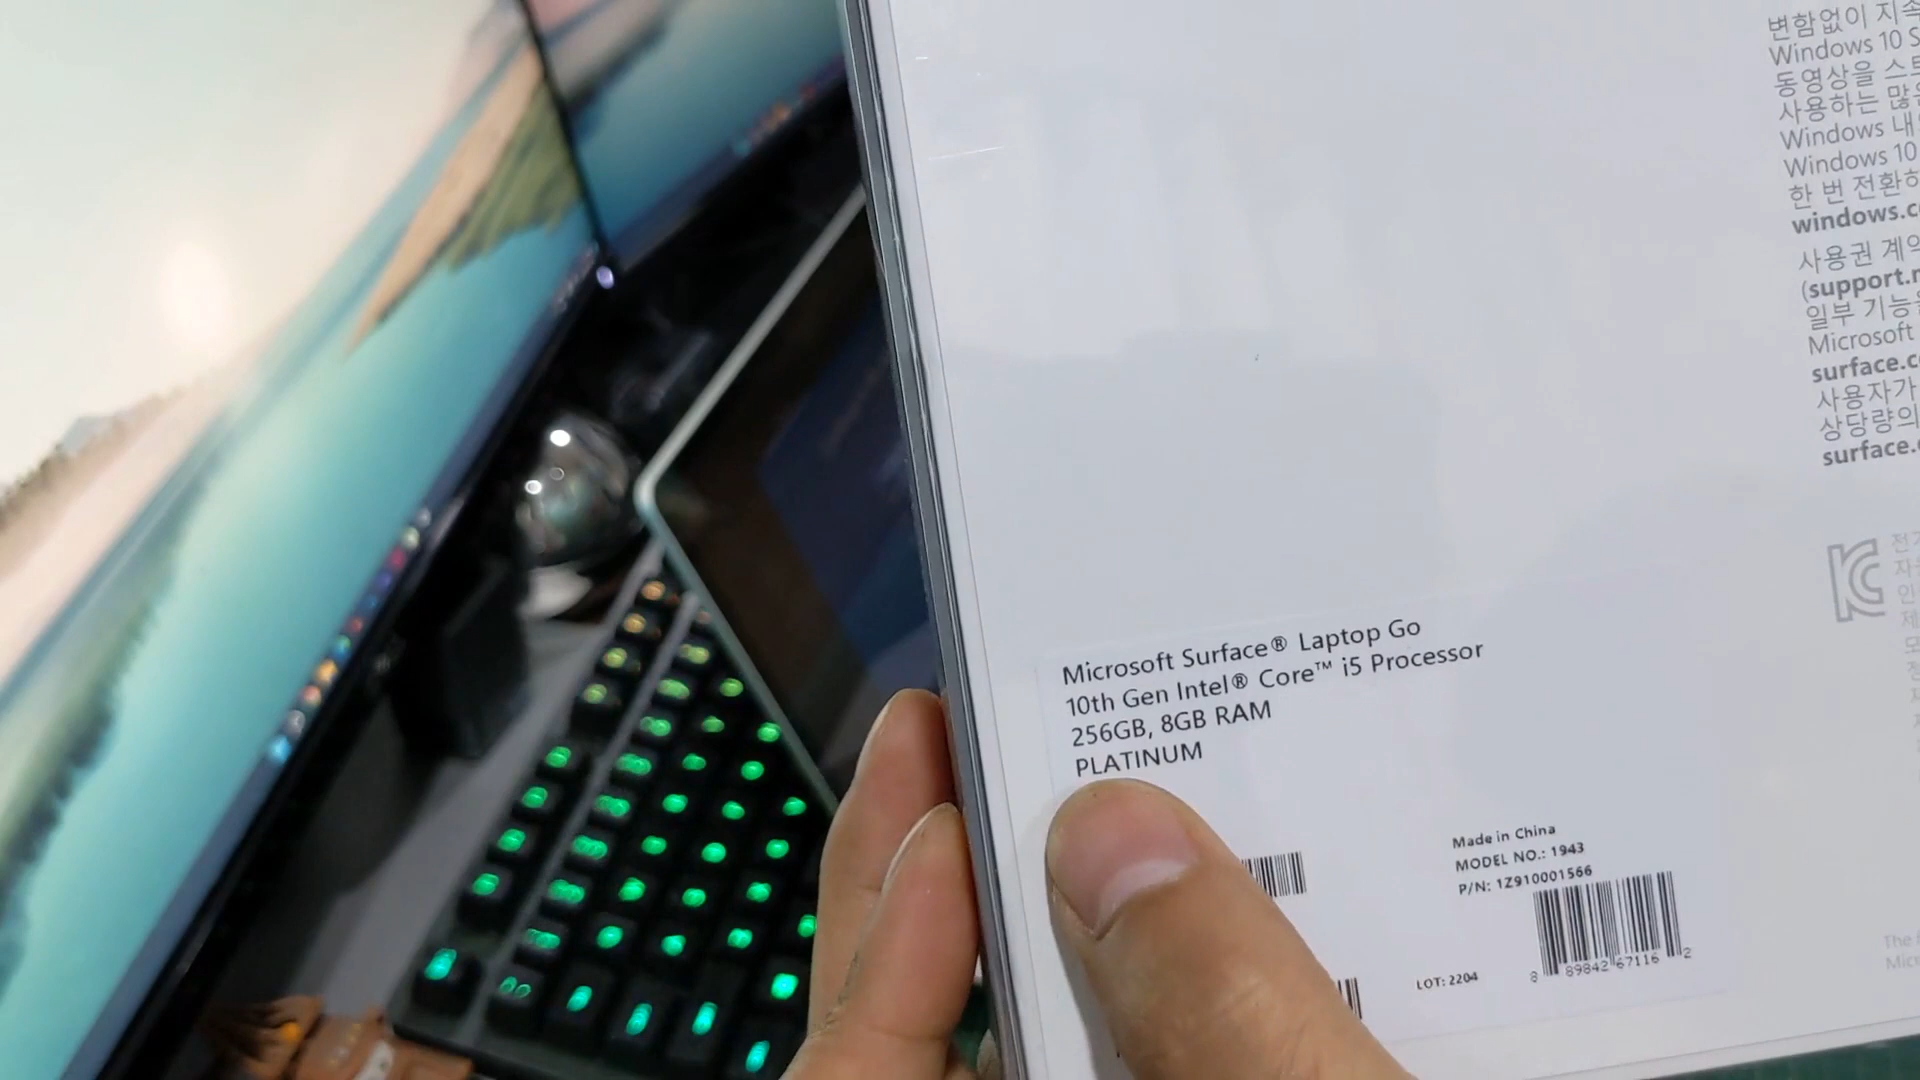 변함없이 지속
Windows 10 S
동영상을 스트
사용하는 많은
Windows 내
Windows 10
한 번 전환하
windows.c
사용권 계약
(support.
일부 기능을
Microsoft
surface.c
사용자가
상당량의
surface.
Microsoft Surface® Laptop Go
10th Gen Intel® Core™ i5 Processor
256GB, 8GB RAM
PLATINUM
Made in China
MODEL NO.: 1943
P/N: 1Z910001566
8 89842 67116 2
LOT: 2204
The
Micr